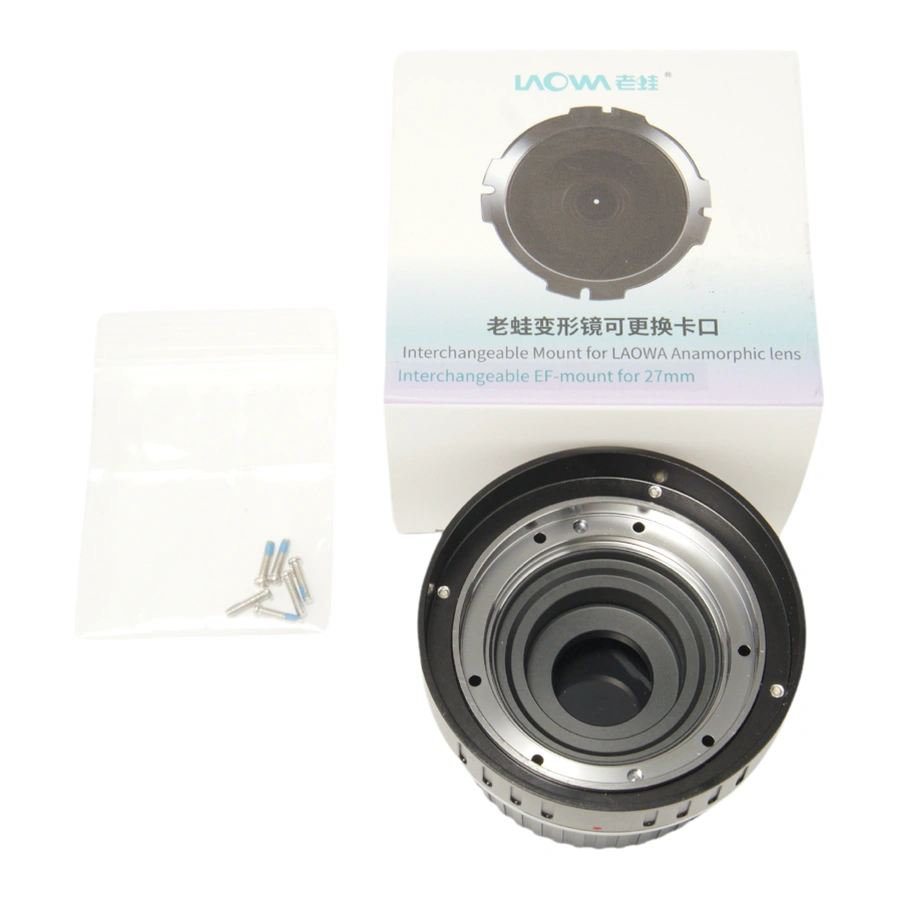 LAOWA 老蛙®
老蛙变形镜可更换卡口
Interchangeable Mount for LAOWA Anamorphic lens
Interchangeable EF-mount for 27mm